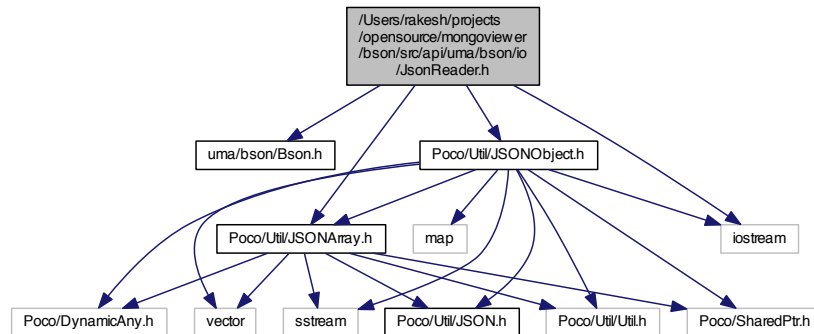 /Users/rakesh/projects
/opensource/mongoviewer
/bson/src/api/uma/bson/io
/JsonReader.h
uma/bson/Bson.h
Poco/Util/JSONObject.h
Poco/Util/JSONArray.h
map
iostream
Poco/DynamicAny.h
vector
sstream
Poco/Util/JSON.h
Poco/Util/Util.h
Poco/SharedPtr.h